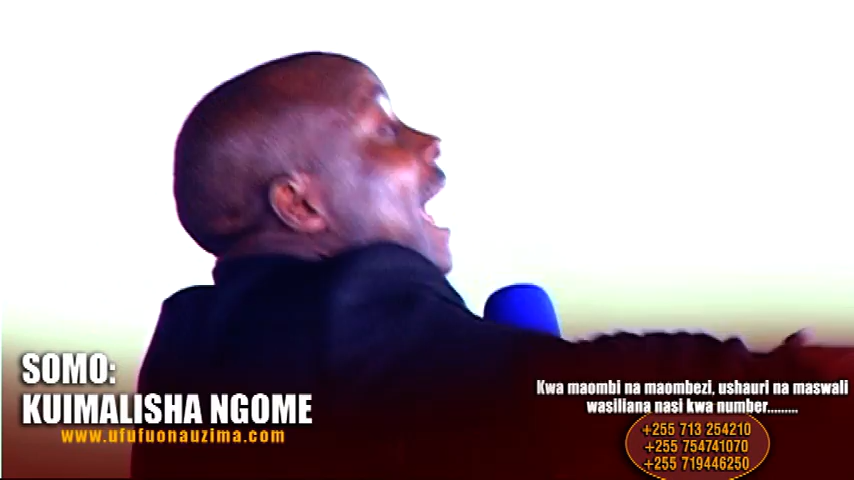 SOMO:
KUIMALISHA NGOME
www.ufufuonauzima.com
Kwa maombi na maombezi, ushauri na maswali
wasiliana nasi kwa number.........
+255 713 254210
+255 754741070
+255 719446250